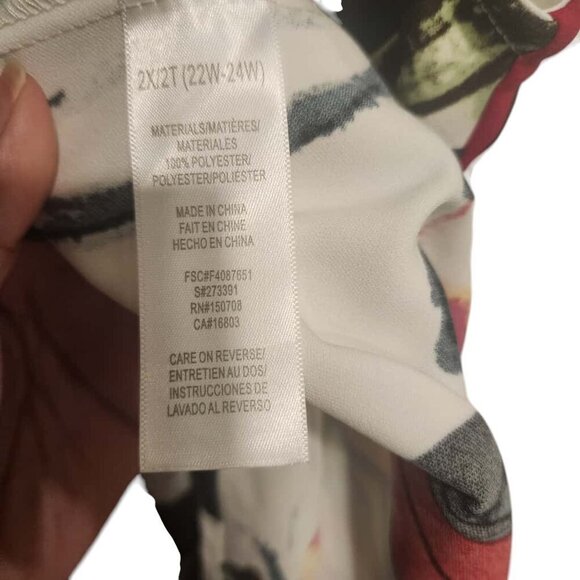 2X/2T (22W-24W)
MATERIALS/MATIÈRES/
MATERIALES
100% POLYESTER/
POLYESTER/POLIÉSTER
MADE IN CHINA
FAIT EN CHINE
HECHO EN CHINA
FSC#F4087651
S#273391
RN#150708
CA#16803
CARE ON REVERSE/
ENTRETIEN AU DOS/
INSTRUCCIONES DE
LAVADO AL REVERSO